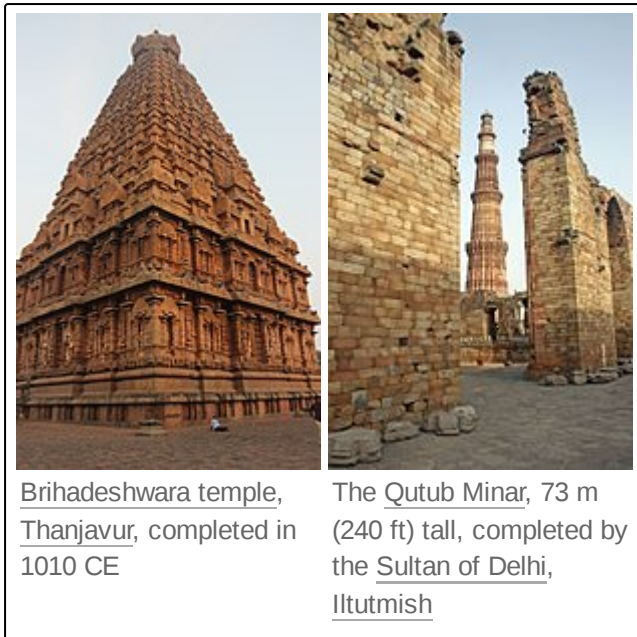 Brihadeshwara temple,
Thanjavur, completed in
1010 CE
The Qutub Minar, 73 m
(240 ft) tall, completed by
the Sultan of Delhi,
Iltutmish